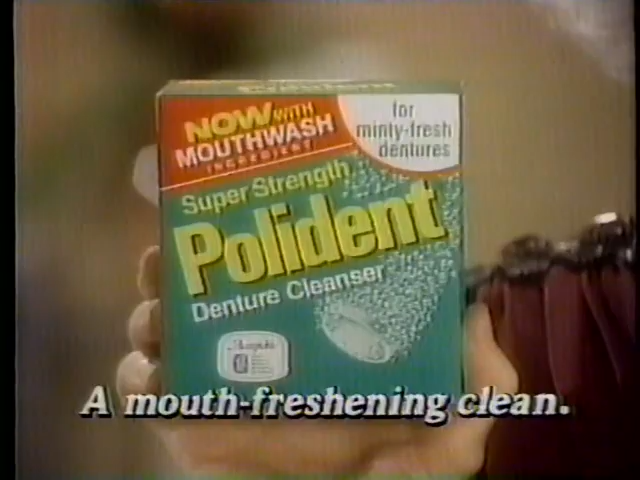 NOW WITH
MOUTHWASH
INGREDIENT
for
minty-fresh
dentures
Super Strength
Polident
Denture Cleanser
A mouth-freshening clean.